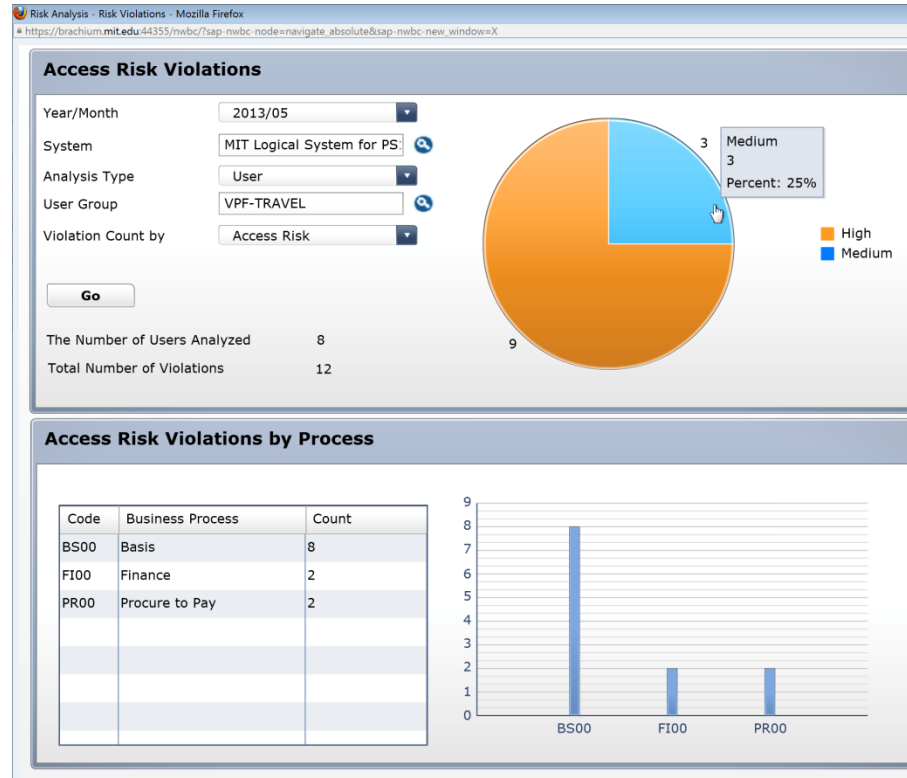 Risk Analysis - Risk Violations - Mozilla Firefox
https://brachium.mit.edu:44355/nwbc/?sap-nwbc-node=navigate_absolute&sap-nwbc-new_window=X
Access Risk Violations
Year/Month 2013/05
System MIT Logical System for PS:
Analysis Type User
User Group VPF-TRAVEL
Violation Count by Access Risk
Go
The Number of Users Analyzed 8
Total Number of Violations 12
3
Medium
3
Percent: 25%
High
Medium
9
Access Risk Violations by Process
Code Business Process Count
BS00 Basis 8
FI00 Finance 2
PR00 Procure to Pay 2
9
8
7
6
5
4
3
2
1
0
BS00 FI00 PR00